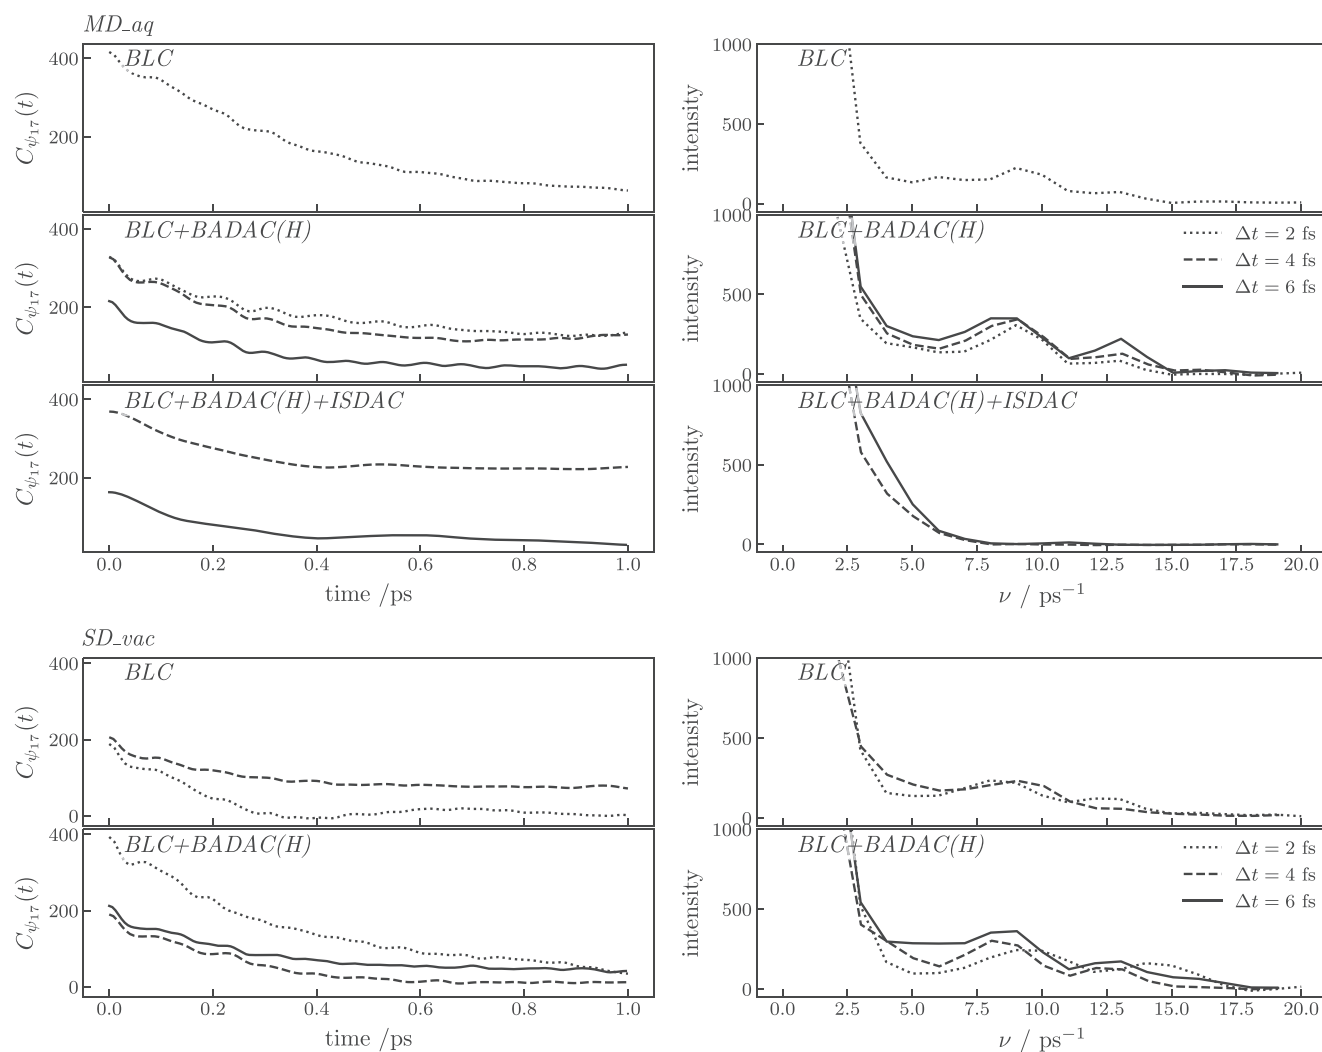 MD_aq
BLC
400
200
C_{ψ17}(t)
BLC
1000
500
0
intensity
BLC+BADAC(H)
400
200
C_{ψ17}(t)
BLC+BADAC(H)
1000
500
0
intensity
Δt = 2 fs
Δt = 4 fs
Δt = 6 fs
BLC+BADAC(H)+ISDAC
400
200
C_{ψ17}(t)
0.0 0.2 0.4 0.6 0.8 1.0
time /ps
BLC+BADAC(H)+ISDAC
1000
500
0
intensity
0.0 2.5 5.0 7.5 10.0 12.5 15.0 17.5 20.0
ν / ps⁻¹
SD_vac
BLC
400
200
0
C_{ψ17}(t)
BLC
1000
500
0
intensity
BLC+BADAC(H)
400
200
0
C_{ψ17}(t)
0.0 0.2 0.4 0.6 0.8 1.0
time /ps
BLC+BADAC(H)
1000
500
0
intensity
Δt = 2 fs
Δt = 4 fs
Δt = 6 fs
0.0 2.5 5.0 7.5 10.0 12.5 15.0 17.5 20.0
ν / ps⁻¹